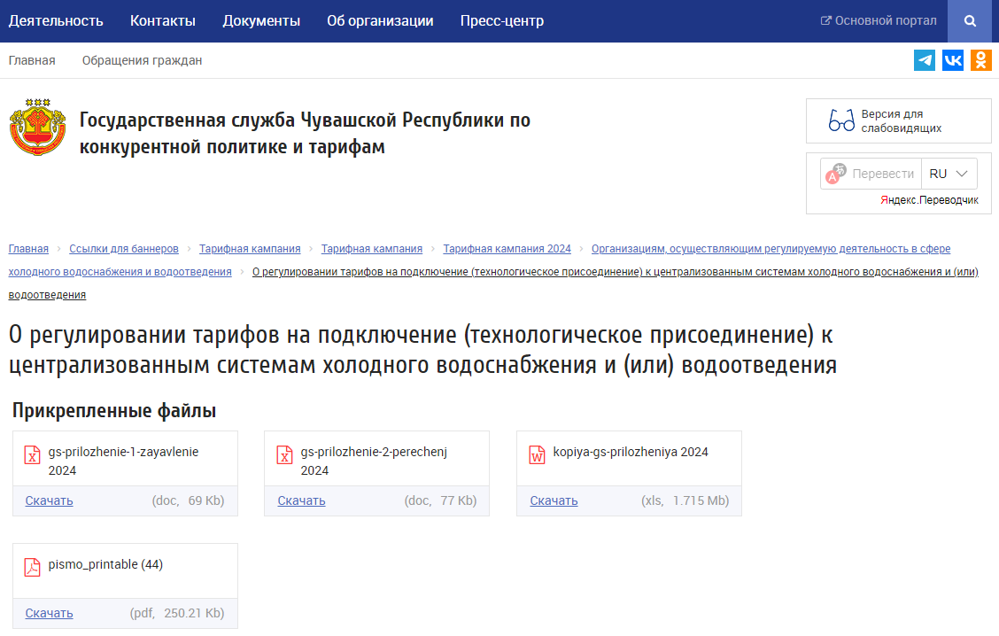 Деятельность Контакты Документы Об организации Пресс-центр Основной портал
Главная Обращения граждан
Государственная служба Чувашской Республики по
конкурентной политике и тарифам
Версия для
слабовидящих
Перевести RU
Яндекс.Переводчик
Главная › Ссылки для баннеров › Тарифная кампания › Тарифная кампания › Тарифная кампания 2024 › Организациям, осуществляющим регулируемую деятельность в сфере
холодного водоснабжения и водоотведения › О регулировании тарифов на подключение (технологическое присоединение) к централизованным системам холодного водоснабжения и (или)
водоотведения
О регулировании тарифов на подключение (технологическое присоединение) к
централизованным системам холодного водоснабжения и (или) водоотведения
Прикрепленные файлы
gs-prilozhenie-1-zayavlenie
2024
Скачать (doc, 69 Kb)
gs-prilozhenie-2-perechenj
2024
Скачать (doc, 77 Kb)
kopiya-gs-prilozheniya 2024
Скачать (xls, 1.715 Mb)
pismo_printable (44)
Скачать (pdf, 250.21 Kb)